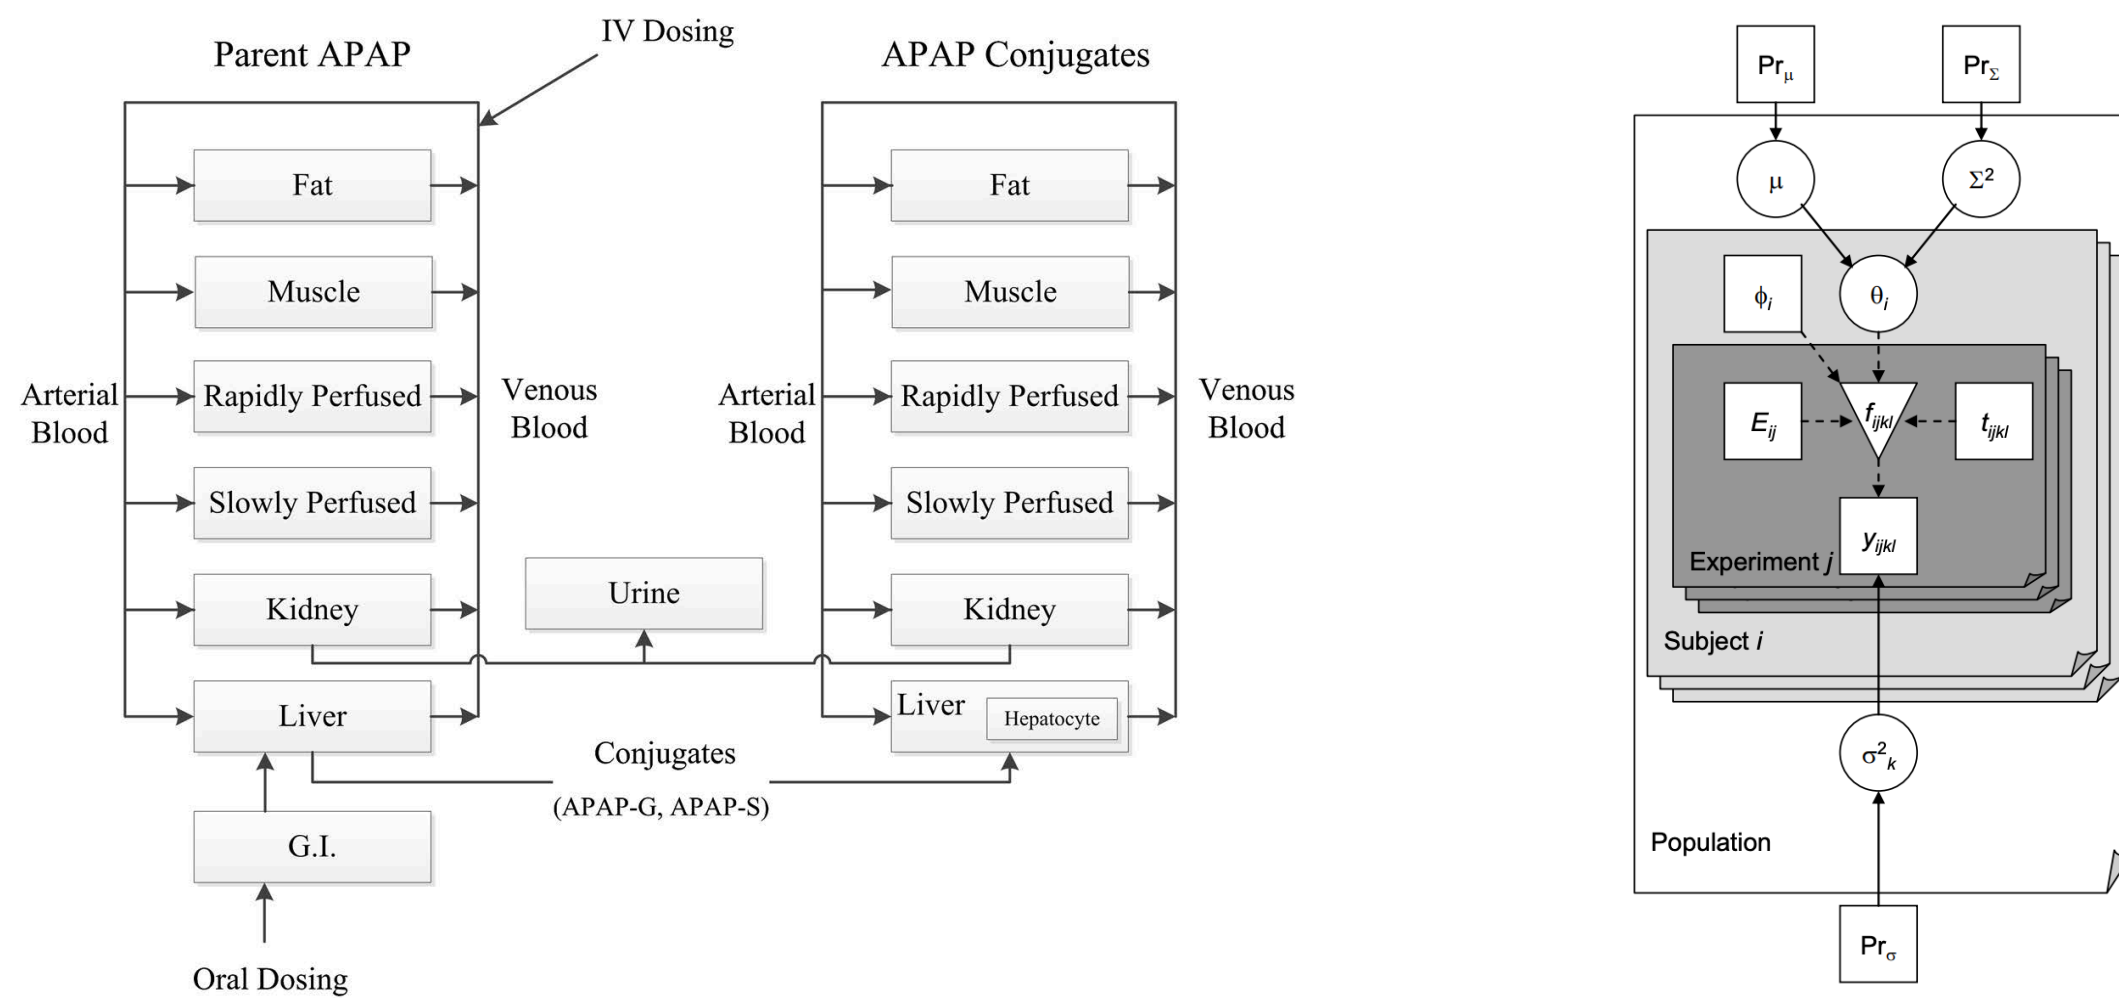 IV Dosing
Parent APAP
APAP Conjugates
Fat
Muscle
Rapidly Perfused
Slowly Perfused
Kidney
Liver
G.I.
Oral Dosing
Arterial
Blood
Venous
Blood
Urine
Conjugates
(APAP-G, APAP-S)
Fat
Muscle
Rapidly Perfused
Slowly Perfused
Kidney
Liver
Hepatocyte
Arterial
Blood
Venous
Blood
Prμ
PrΣ
μ
Σ²
ϕi
θi
Eij
fijkl
tijkl
yijkl
Experiment j
Subject i
σ²k
Population
Prσ